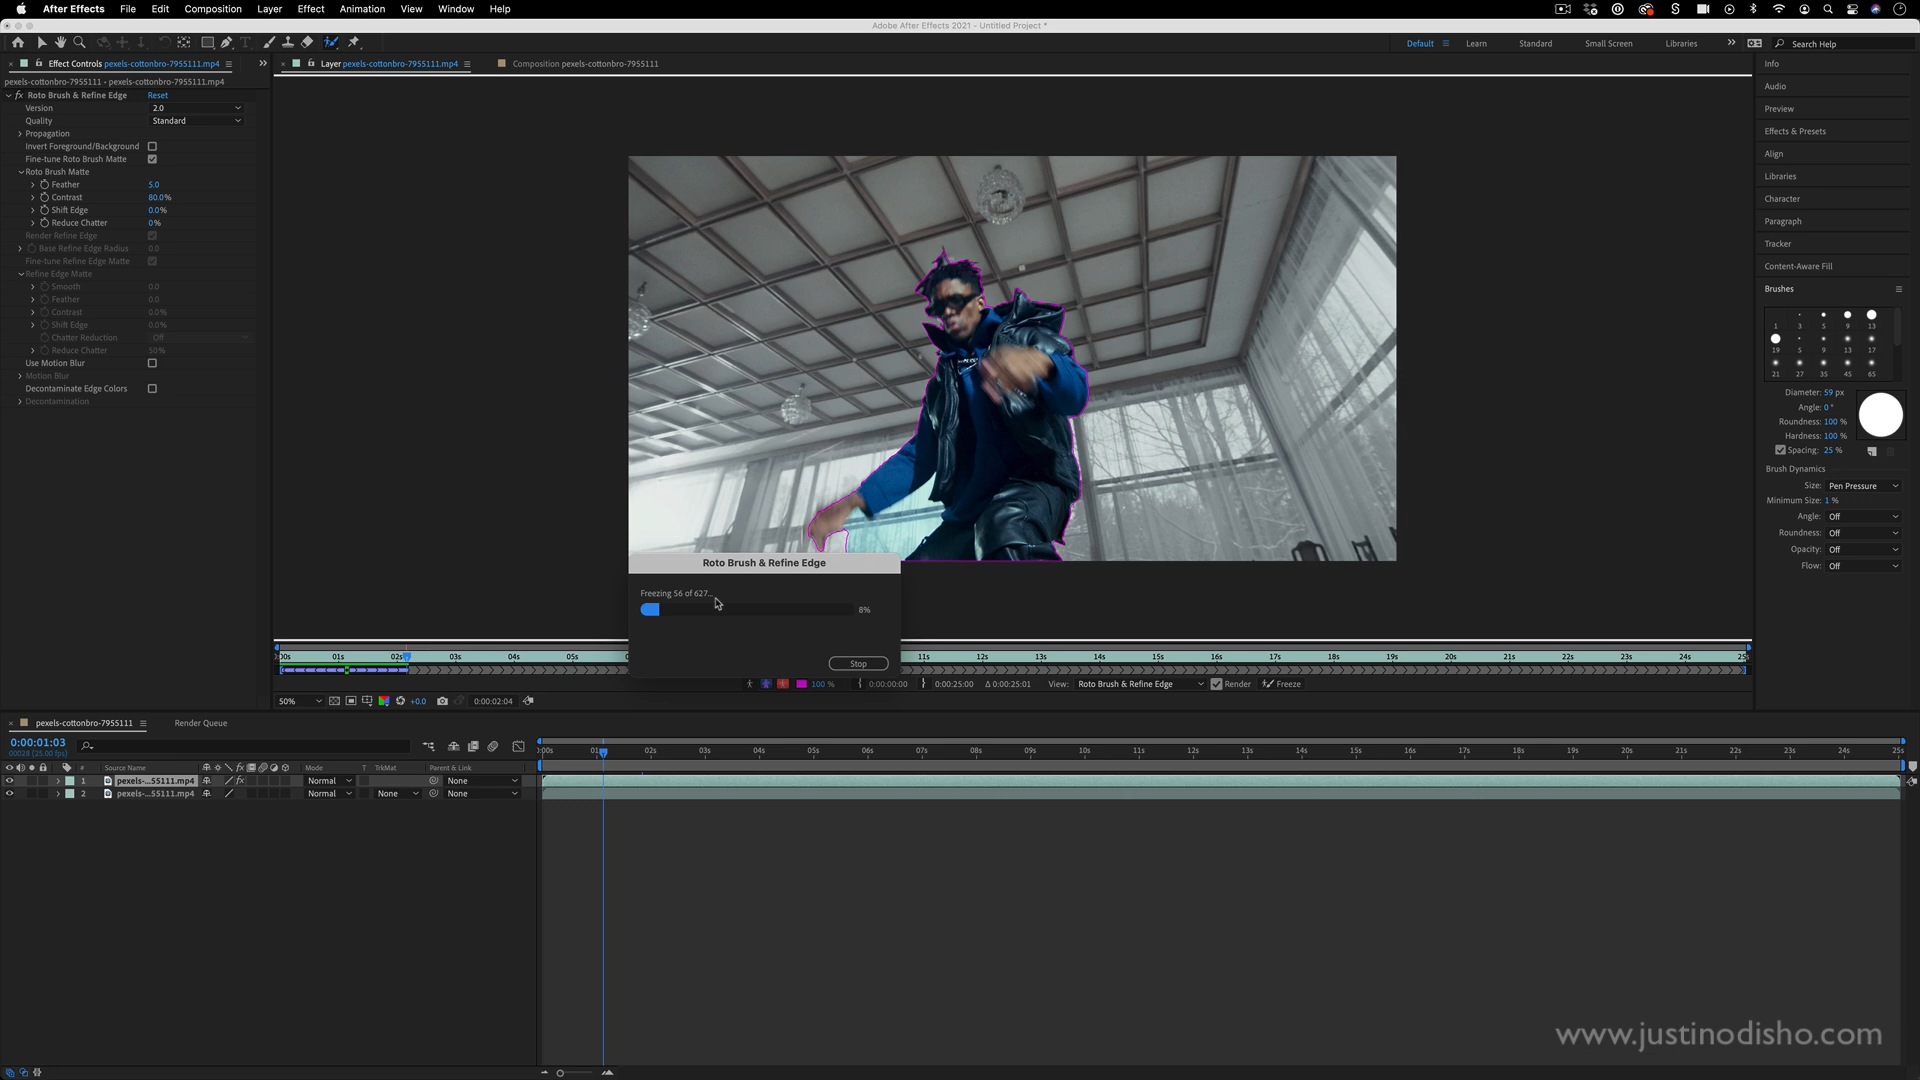 After Effects File Edit Composition Layer Effect Animation View Window Help
Adobe After Effects 2021 - Untitled Project *
Default Learn Standard Small Screen Libraries Search Help
Effect Controls pexels-cottonbro-7955111.mp4
Layer pexels-cottonbro-7955111.mp4
Composition pexels-cottonbro-7955111
pexels-cottonbro-7955111 • pexels-cottonbro-7955111.mp4
fx Roto Brush & Refine Edge Reset
Version 2.0
Quality Standard
Propagation
Invert Foreground/Background
Fine-tune Roto Brush Matte
Roto Brush Matte
Feather 5.0
Contrast 80.0%
Shift Edge 0.0%
Reduce Chatter 0%
Render Refine Edge
Base Refine Edge Radius 0.0
Fine-tune Refine Edge Matte
Refine Edge Matte
Smooth 0.0
Feather 0.0
Contrast 0.0%
Shift Edge 0.0%
Chatter Reduction Off
Reduce Chatter 50%
Use Motion Blur
Motion Blur
Decontaminate Edge Colors
Decontamination
Info
Audio
Preview
Effects & Presets
Align
Libraries
Character
Paragraph
Tracker
Content-Aware Fill
Brushes
1 3 5 9 13
19 5 9 13 17
21 27 35 45 65
Diameter: 59 px
Angle: 0°
Roundness: 100 %
Hardness: 100 %
Spacing: 25 %
Brush Dynamics
Size: Pen Pressure
Minimum Size: 1 %
Angle: Off
Roundness: Off
Opacity: Off
Flow: Off
Roto Brush & Refine Edge
Freezing 56 of 627...
8%
Stop
:00s 01s 02s 03s 04s 05s 11s 12s 13s 14s 15s 16s 17s 18s 19s 20s 21s 22s 23s 24s 25s
100 % 0:00:00:00 0:00:25:00 Δ 0:00:25:01 View: Roto Brush & Refine Edge Render Freeze
50% +0.0 0:00:02:04
pexels-cottonbro-7955111 Render Queue
0:00:01:03
00028 (25.00 fps)
:00s 01s 02s 03s 04s 05s 06s 07s 08s 09s 10s 11s 12s 13s 14s 15s 16s 17s 18s 19s 20s 21s 22s 23s 24s 25s
# Source Name fx Mode T TrkMat Parent & Link
1 pexels-...55111.mp4 fx Normal None
2 pexels-...55111.mp4 Normal None None
www.justinodisho.com